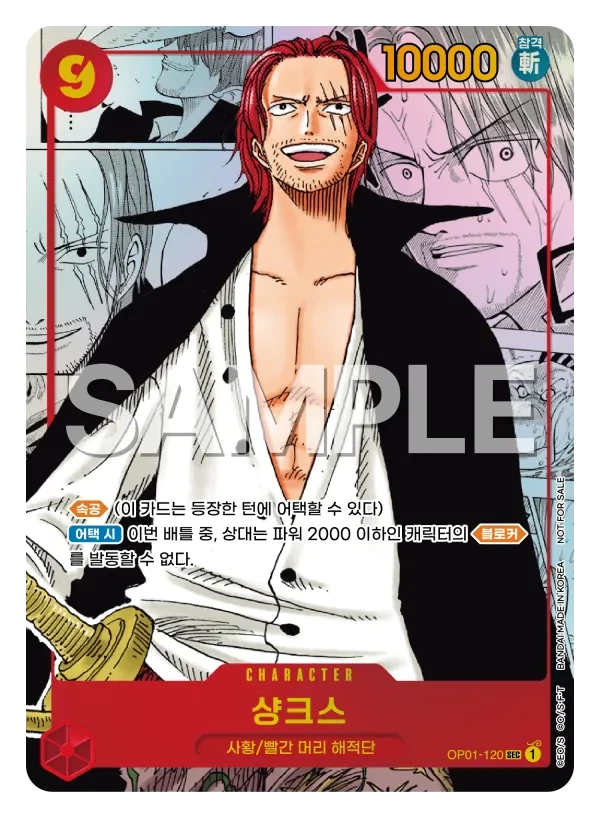 9
10000
참격
斬
SAMPLE
속공 (이 카드는 등장한 턴에 어택할 수 있다)
어택 시 이번 배틀 중, 상대는 파워 2000 이하인 캐릭터의 블로커
를 발동할 수 없다.
CHARACTER
샹크스
사황/빨간 머리 해적단
OP01-120 SEC 1
©EO/S ©O/S·F·T BANDAI MADE IN KOREA NOT FOR SALE